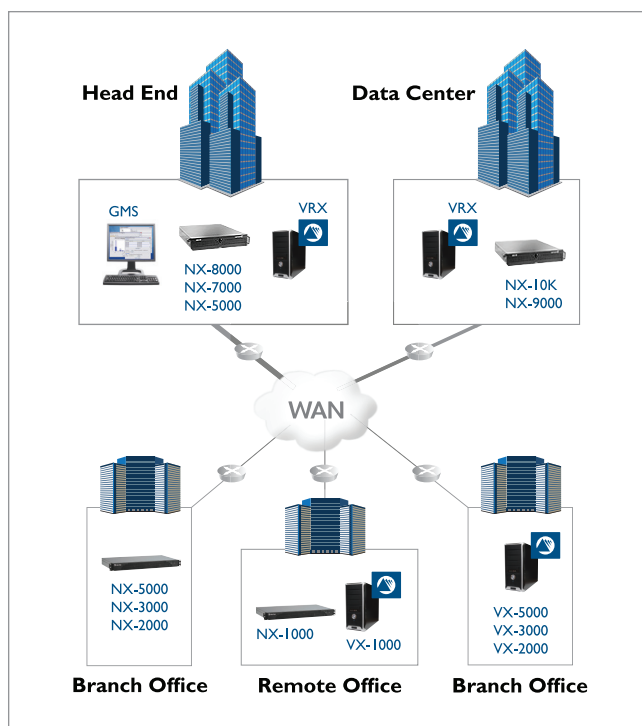 Head End
Data Center
GMS
VRX
NX-8000
NX-7000
NX-5000
VRX
NX-10K
NX-9000
WAN
NX-5000
NX-3000
NX-2000
NX-1000
VX-1000
VX-5000
VX-3000
VX-2000
Branch Office
Remote Office
Branch Office